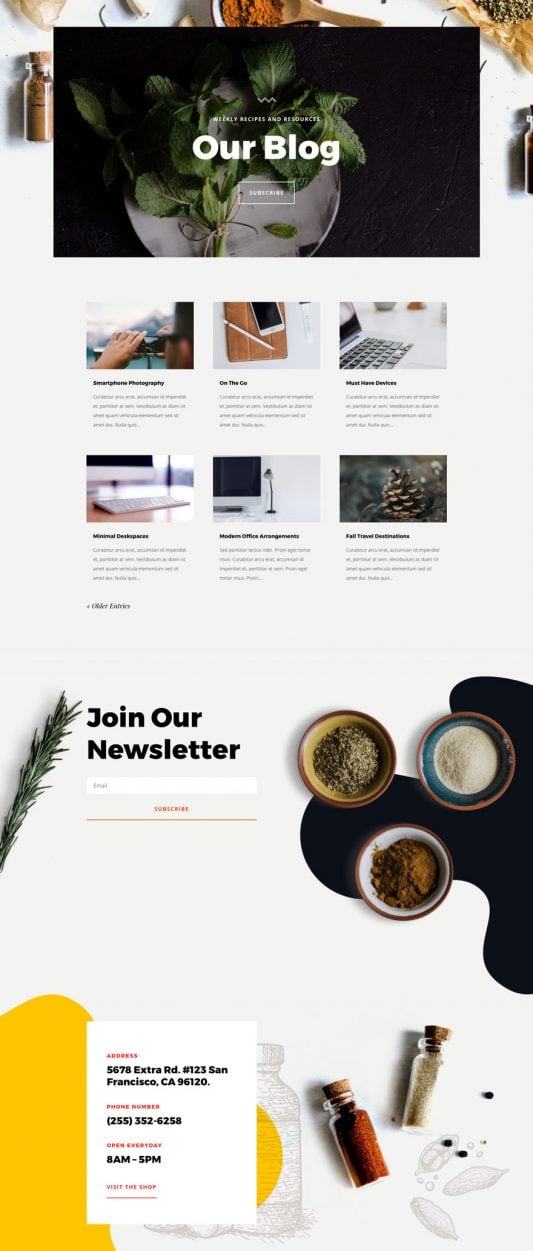 WEEKLY RECIPES AND RESOURCES
Our Blog
SUBSCRIBE
Smartphone Photography
Curabitur arcu erat, accumsan id imperdiet
et, porttitor at sem. Vestibulum ac diam sit
amet quam vehicula elementum sed sit
amet dui. Nulla quis...
On The Go
Curabitur arcu erat, accumsan id imperdiet
et, porttitor at sem. Vestibulum ac diam sit
amet quam vehicula elementum sed sit
amet dui. Nulla quis...
Must Have Devices
Curabitur arcu erat, accumsan id imperdiet
et, porttitor at sem. Vestibulum ac diam sit
amet quam vehicula elementum sed sit
amet dui. Nulla quis...
Minimal Deskspaces
Curabitur arcu erat, accumsan id imperdiet
et, porttitor at sem. Vestibulum ac diam sit
amet quam vehicula elementum sed sit
amet dui. Nulla quis...
Modern Office Arrangements
Sed porttitor lectus nibh. Proin eget tortor
risus. Curabitur arcu erat, accumsan id
imperdiet et, porttitor at sem. Proin eget
tortor risus. Proin...
Fall Travel Destinations
Curabitur arcu erat, accumsan id imperdiet
et, porttitor at sem. Vestibulum ac diam sit
amet quam vehicula elementum sed sit
amet dui. Nulla quis...
« Older Entries
Join Our
Newsletter
Email
SUBSCRIBE
ADDRESS
5678 Extra Rd. #123 San
Francisco, CA 96120.
PHONE NUMBER
(255) 352-6258
OPEN EVERYDAY
8AM – 5PM
VISIT THE SHOP